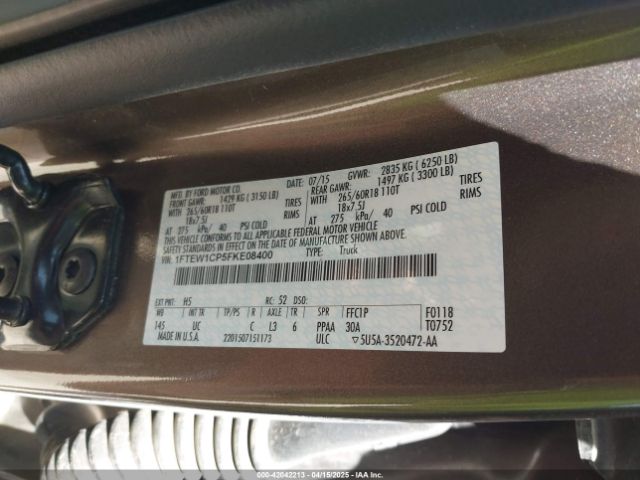 MFD. BY FORD MOTOR CO.
DATE: 07/15 GVWR: 2835 KG ( 6250 LB)
FRONT GAWR: 1429 KG ( 3150 LB) REAR GAWR: 1497 KG ( 3300 LB)
WITH 265/60R18 110T TIRES WITH 265/60R18 110T TIRES
18x7.5J RIMS 18x7.5J RIMS
AT 275 kPa/ 40 PSI COLD AT 275 kPa/ 40 PSI COLD
THIS VEHICLE CONFORMS TO ALL APPLICABLE FEDERAL MOTOR VEHICLE
SAFETY STANDARDS IN EFFECT ON THE DATE OF MANUFACTURE SHOWN ABOVE.
VIN: 1FTEW1CP5FKE08400 TYPE: Truck
EXT PNT: H5 RC: 52 DSO:
WB TP/PS R AXLE TR SPR FFC1P F0118
145 UC C L3 6 PPAA 30A T0752
MADE IN U.S.A. 2201507151173 ULC 5U5A-3520472-AA
000-42042213 - 04/15/2025 - IAA